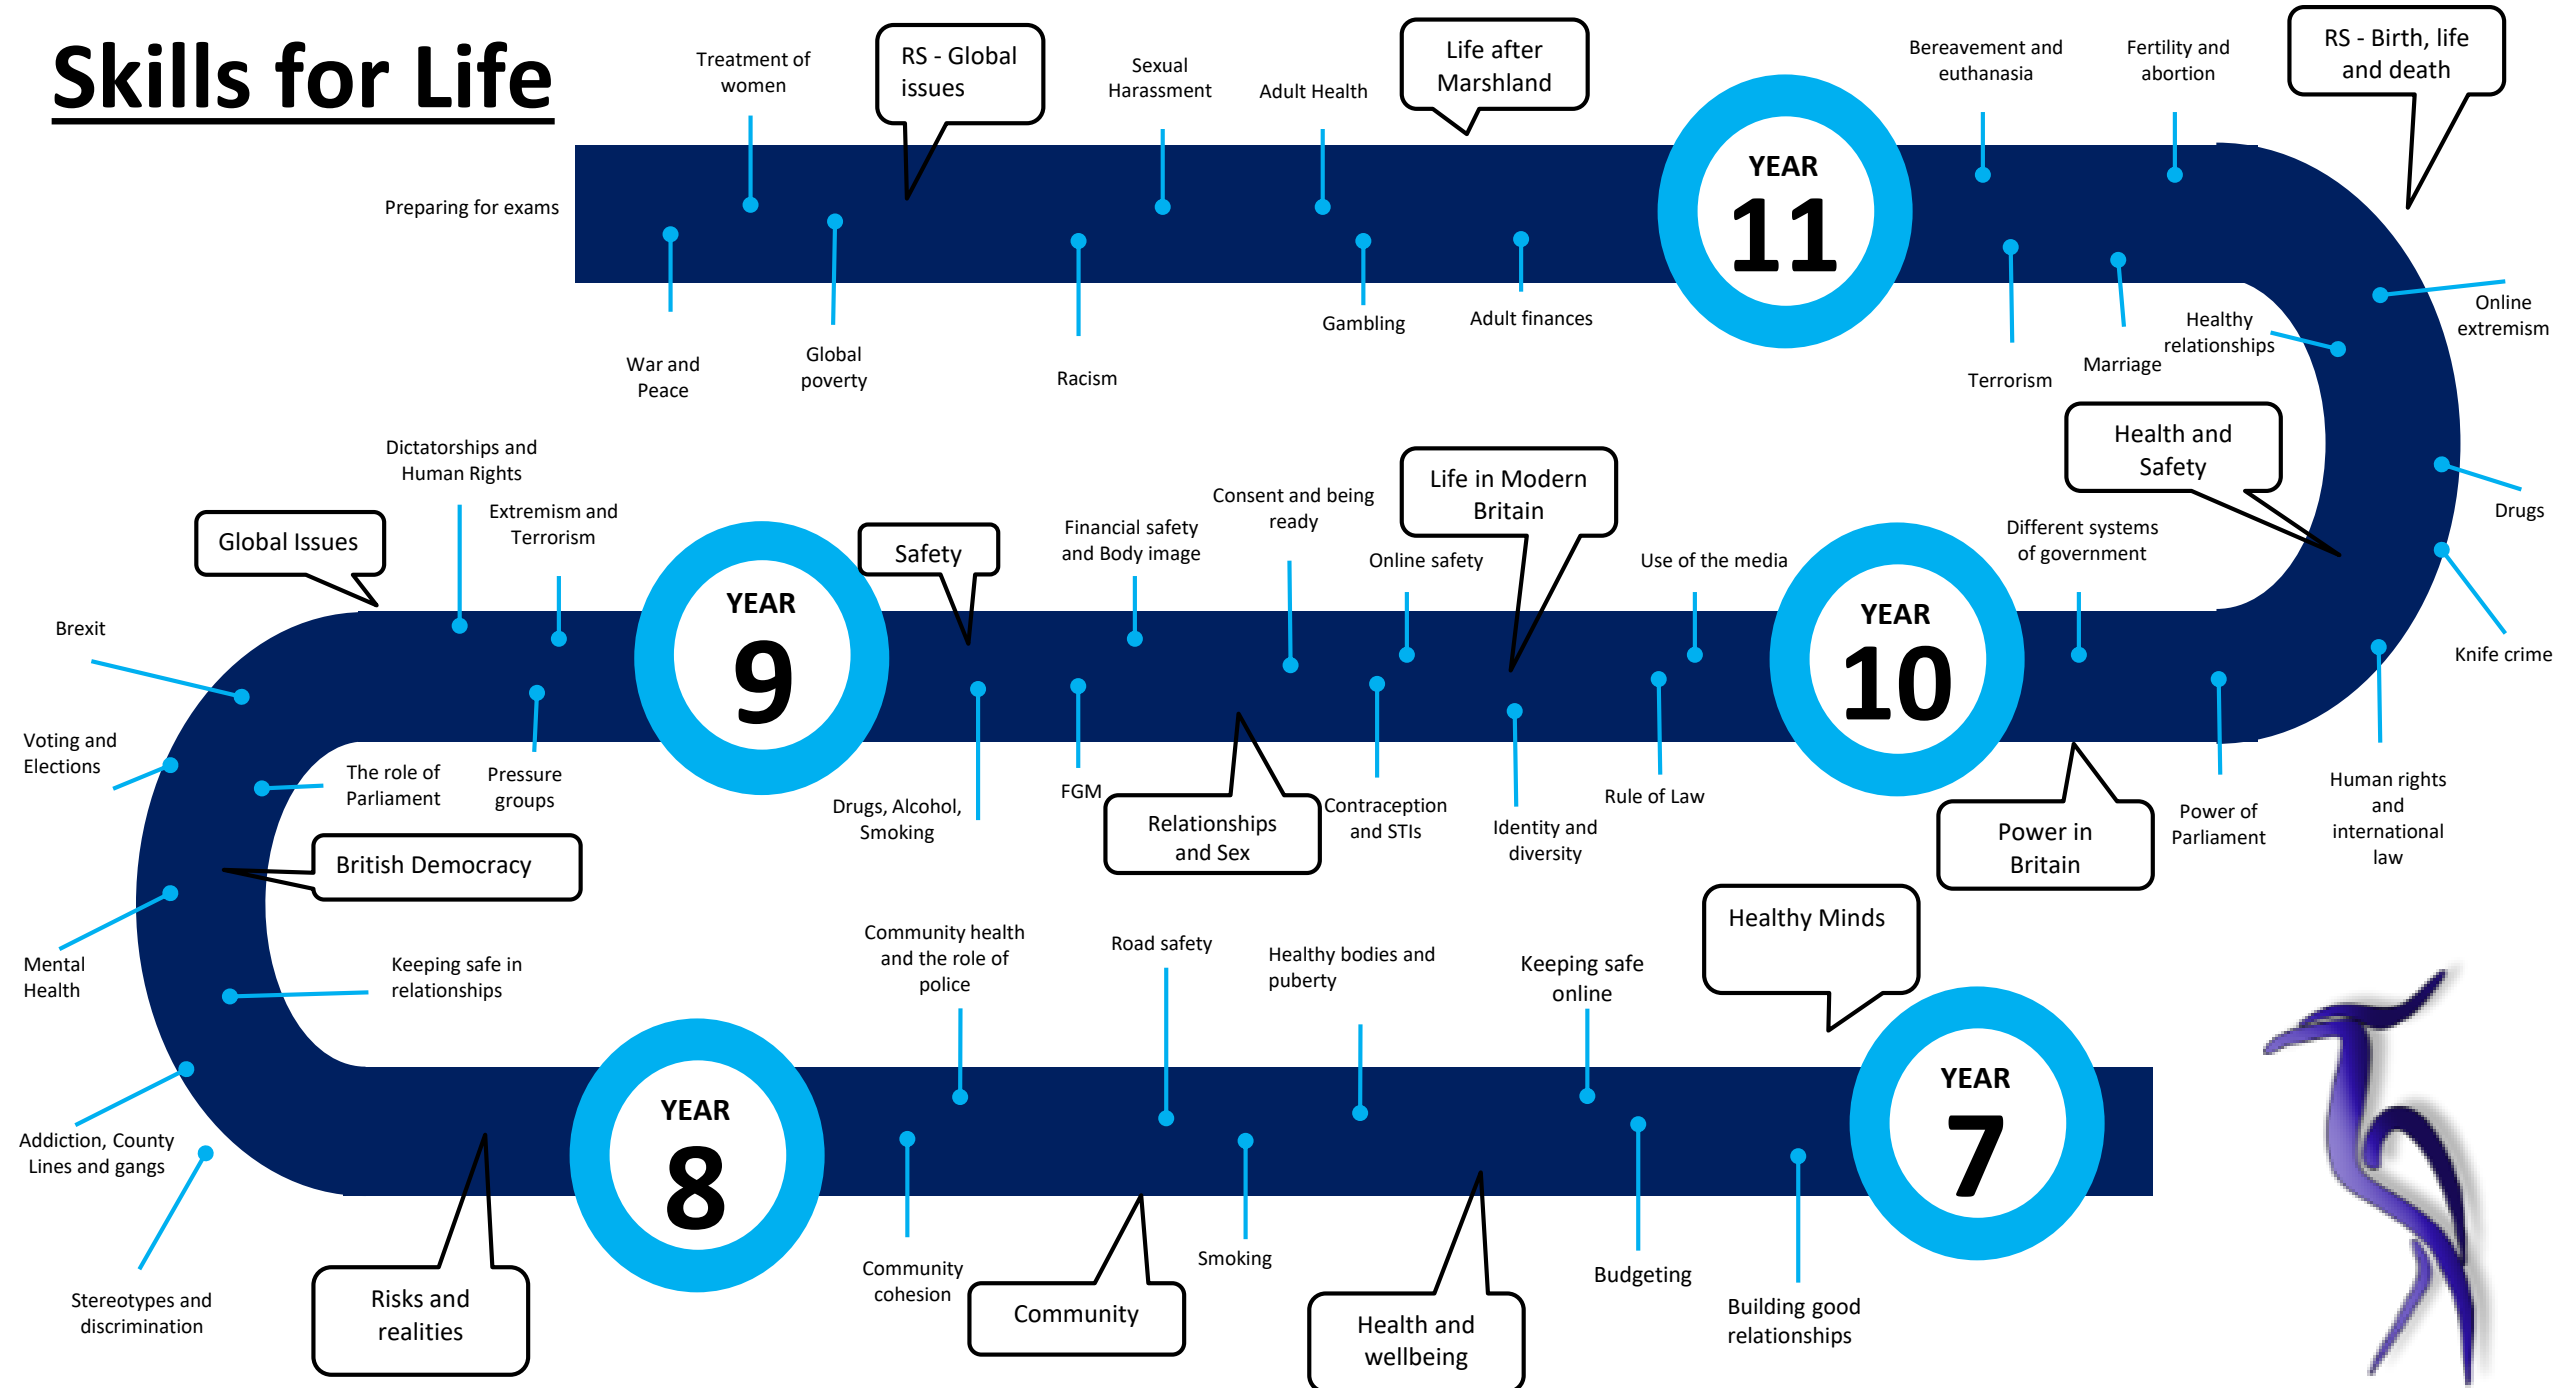 Skills for Life
Treatment of
women
RS - Global
issues
Sexual
Harassment
Adult Health
Life after
Marshland
Bereavement and
euthanasia
Fertility and
abortion
RS - Birth, life
and death
YEAR
11
Preparing for exams
War and
Peace
Global
poverty
Racism
Gambling
Adult finances
Terrorism
Marriage
Healthy
relationships
Online
extremism
Health and
Safety
Drugs
Knife crime
Dictatorships and
Human Rights
Extremism and
Terrorism
Global Issues
YEAR
9
Safety
Financial safety
and Body image
Consent and being
ready
Online safety
Life in Modern
Britain
Use of the media
YEAR
10
Different systems
of government
Brexit
Voting and
Elections
The role of
Parliament
Pressure
groups
Drugs, Alcohol,
Smoking
FGM
Relationships
and Sex
Contraception
and STIs
Identity and
diversity
Rule of Law
Power in
Britain
Power of
Parliament
Human rights
and
international
law
British Democracy
Mental
Health
Keeping safe in
relationships
Community health
and the role of
police
Road safety
Healthy bodies and
puberty
Keeping safe
online
Healthy Minds
YEAR
8
YEAR
7
Addiction, County
Lines and gangs
Stereotypes and
discrimination
Risks and
realities
Community
cohesion
Community
Smoking
Health and
wellbeing
Budgeting
Building good
relationships